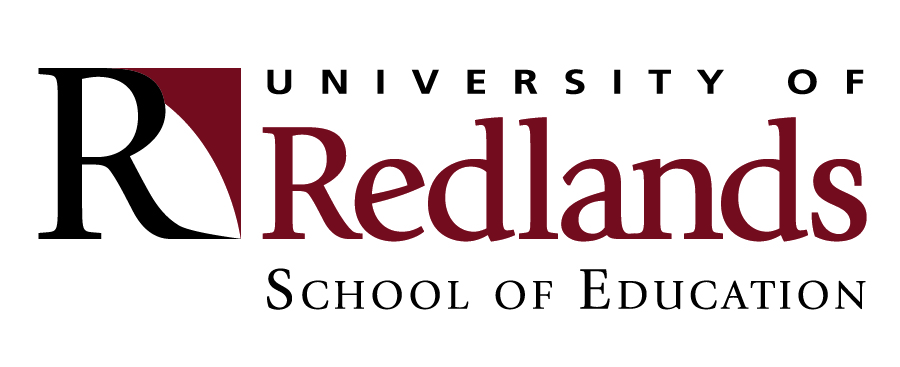 R
UNIVERSITY OF
Redlands
SCHOOL OF EDUCATION